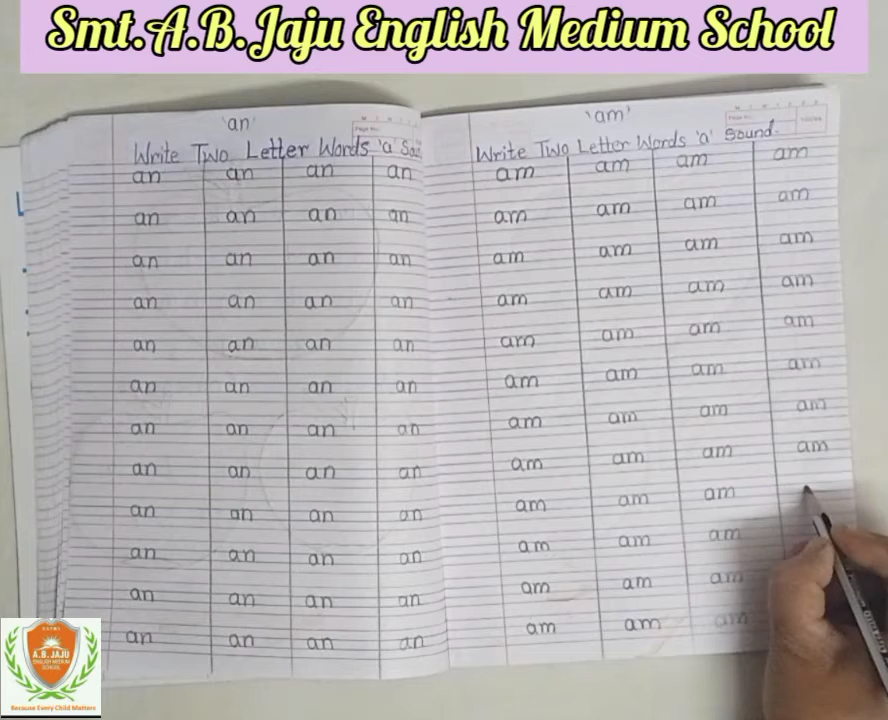 Smt.A.B.Jaju English Medium School
'an'
Write Two Letter Words 'a'
an an an an
an an an an
an an an an
an an an an
an an an an
an an an an
an an an an
an an an an
an an an an
an an an an
an an an an
an an an an
'am'
Write Two Letter Words 'a' Sound.
am am am am
am am am am
am am am am
am am am am
am am am am
am am am am
am am am am
am am am am
am am am
am am am
am am am
am am am
A.B. JAJU
ENGLISH MEDIUM
SCHOOL
Because Every Child Matters